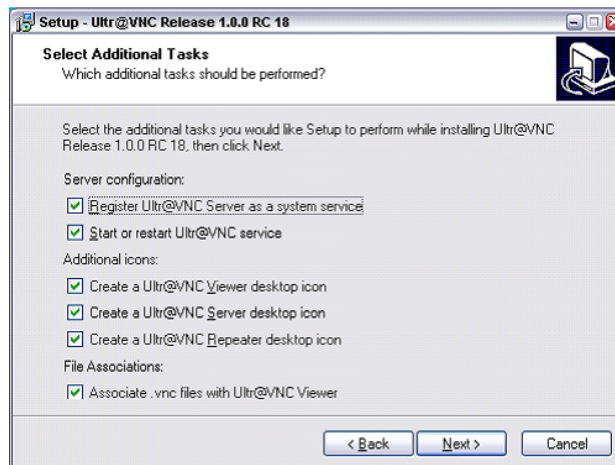 Setup - Ultr@VNC Release 1.0.0 RC 18
Select Additional Tasks
Which additional tasks should be performed?
Select the additional tasks you would like Setup to perform while installing Ultr@VNC
Release 1.0.0 RC 18, then click Next.
Server configuration:
Register Ultr@VNC Server as a system service
Start or restart Ultr@VNC service
Additional icons:
Create a Ultr@VNC Viewer desktop icon
Create a Ultr@VNC Server desktop icon
Create a Ultr@VNC Repeater desktop icon
File Associations:
Associate .vnc files with Ultr@VNC Viewer
< Back Next > Cancel